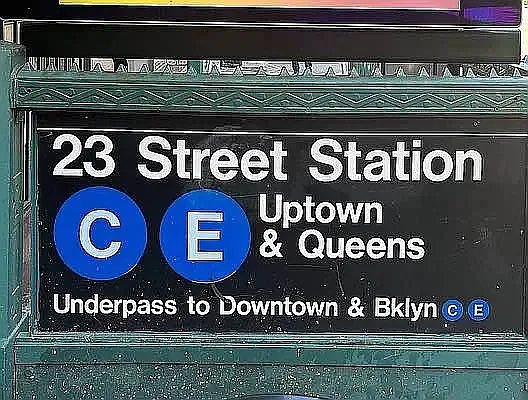 23 Street Station
C E Uptown
& Queens
Underpass to Downtown & Bklyn C E